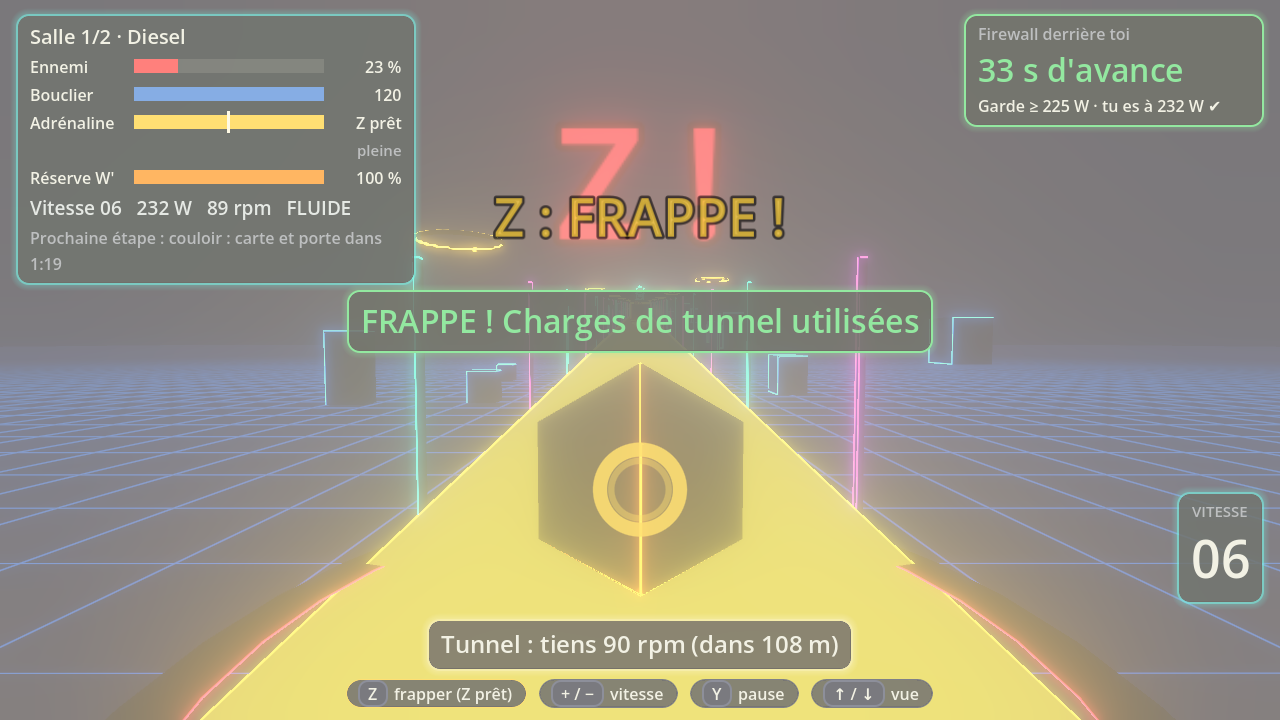 Salle 1/2 · Diesel
Ennemi 23 %
Bouclier 120
Adrénaline Z prêt
pleine
Réserve W' 100 %
Vitesse 06 232 W 89 rpm FLUIDE
Prochaine étape : couloir : carte et porte dans
1:19
Firewall derrière toi
33 s d'avance
Garde ≥ 225 W · tu es à 232 W ✔
Z !
Z : FRAPPE !
FRAPPE ! Charges de tunnel utilisées
VITESSE
06
Tunnel : tiens 90 rpm (dans 108 m)
Z frapper (Z prêt) + / − vitesse Y pause ↑ / ↓ vue